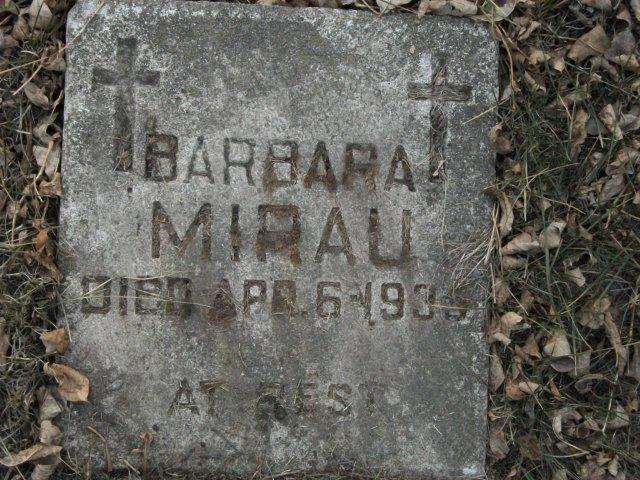 BARBARA
MIRAU
DIED APR. 6-
AT REST